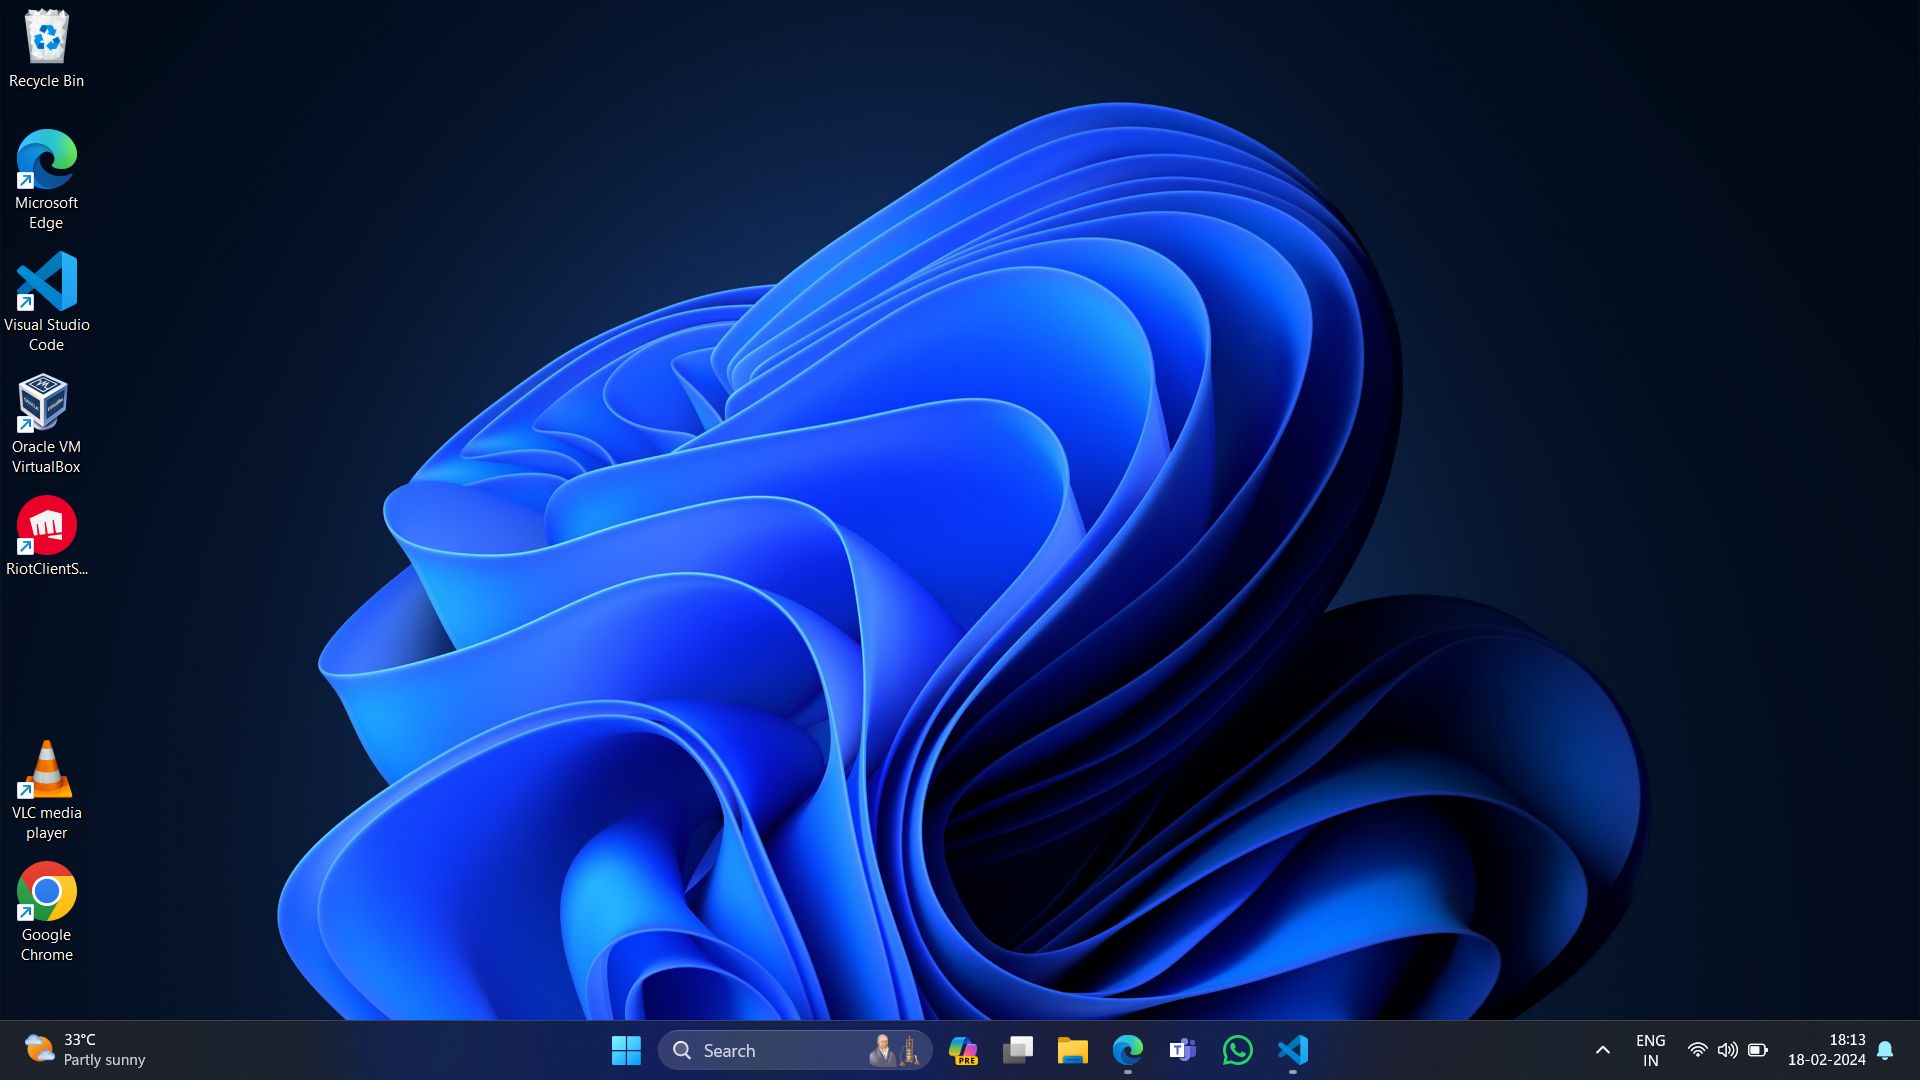 Recycle Bin
Microsoft
Edge
Visual Studio
Code
Oracle VM
VirtualBox
RiotClientS...
VLC media
player
Google
Chrome
33°C
Partly sunny
Search
PRE
T
ENG
IN
18:13
18-02-2024